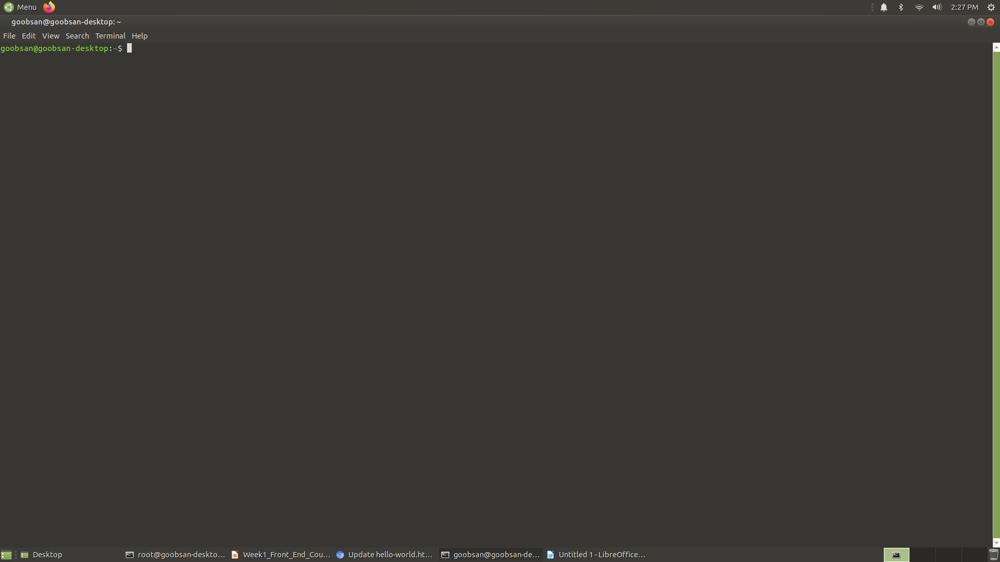 Menu 2:27 PM
goobsan@goobsan-desktop: ~
File Edit View Search Terminal Help
goobsan@goobsan-desktop:~$
Desktop root@goobsan-deskto… Week1_Front_End_Cou… Update hello-world.ht… goobsan@goobsan-de… Untitled 1 - LibreOffice…